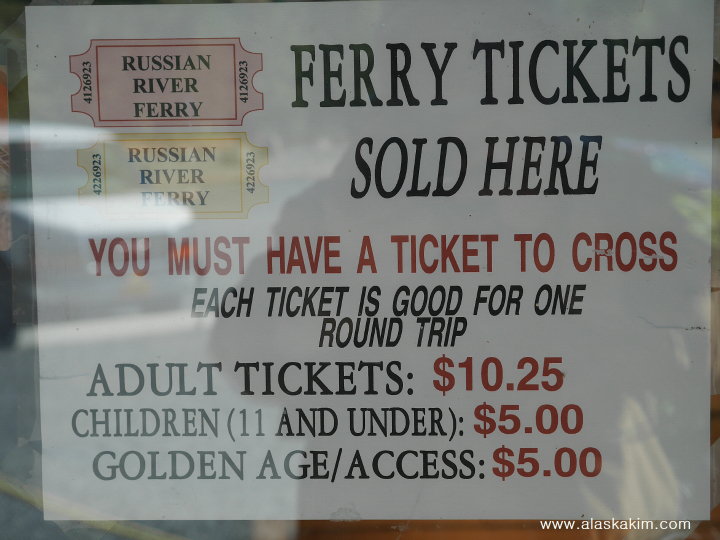 RUSSIAN
RIVER
FERRY
4126923
4126923
FERRY TICKETS
RUSSIAN
RIVER
FERRY
4226923
4226923
SOLD HERE
YOU MUST HAVE A TICKET TO CROSS
EACH TICKET IS GOOD FOR ONE
ROUND TRIP
ADULT TICKETS: $10.25
CHILDREN (11 AND UNDER): $5.00
GOLDEN AGE/ACCESS: $5.00
www.alaskakim.com